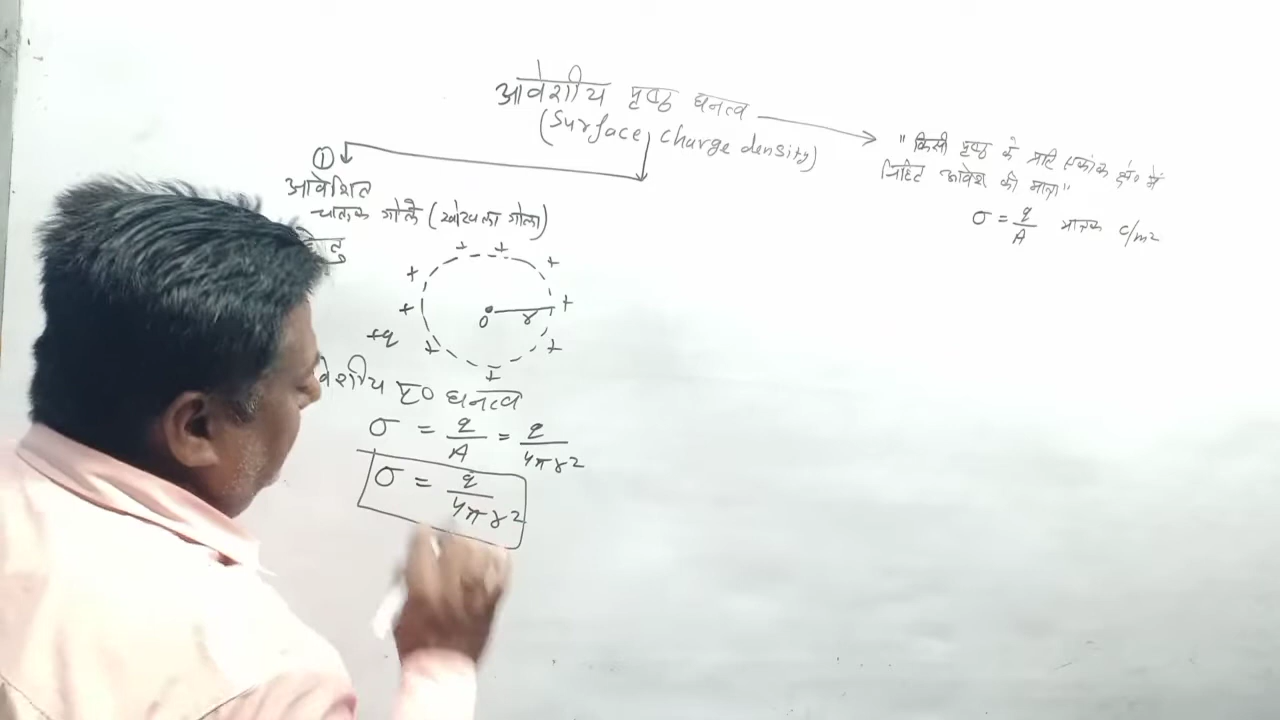 आवेशीय पृष्ठ घनत्व
(Surface charge density)
"किसी पृष्ठ के प्रति एकांक क्षे० में
निहित आवेश की मात्रा"
σ = q/A मात्रक c/m²
①
आवेशित
चालक गोले (खोखला गोला)
+ + + + + + + + + +
o r
+q
वेशीय पृ० घनत्व
σ = q/A = q/4πr²
σ = q/4πr²